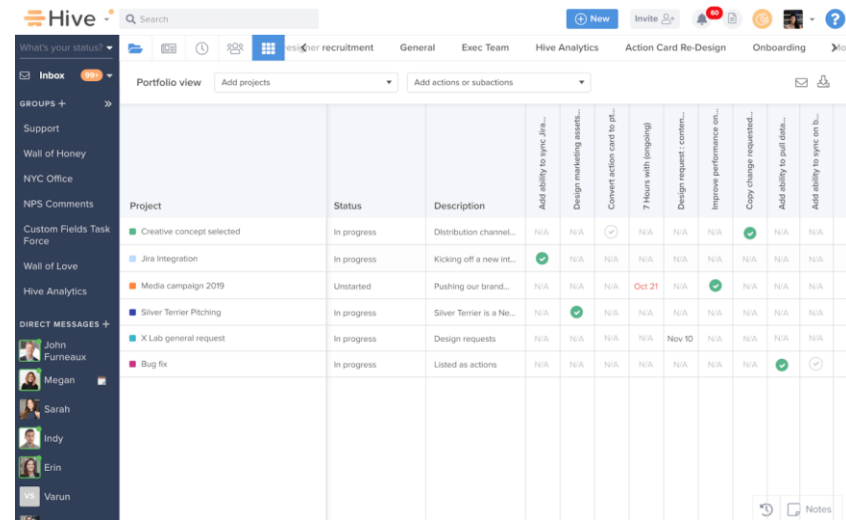 Hive
Search
New
Invite
60
?
What's your status?
Inbox 99+
GROUPS +
Support
Wall of Honey
NYC Office
NPS Comments
Custom Fields Task
Force
Wall of Love
Hive Analytics
DIRECT MESSAGES +
John
Furneaux
Megan
Sarah
Indy
Erin
VS Varun
esigner recruitment General Exec Team Hive Analytics Action Card Re-Design Onboarding Mo
Portfolio view Add projects Add actions or subactions
Project Status Description
Add ability to sync Jira...
Design marketing assets...
Convert action card to pt...
7 Hours with (ongoing)
Design request : conten...
Improve performance on...
Copy change requested...
Add ability to pull data...
Add ability to sync on b...
Creative concept selected In progress Distribution channel... N/A N/A N/A N/A N/A N/A N/A
Jira Integration In progress Kicking off a new int... N/A N/A N/A N/A N/A N/A N/A N/A
Media campaign 2019 Unstarted Pushing our brand... N/A N/A N/A Oct 21 N/A N/A N/A N/A
Silver Terrier Pitching In progress Silver Terrier is a Ne... N/A N/A N/A N/A N/A N/A N/A N/A
X Lab general request In progress Design requests N/A N/A N/A N/A Nov 10 N/A N/A N/A N/A
Bug fix In progress Listed as actions N/A N/A N/A N/A N/A N/A N/A
Notes